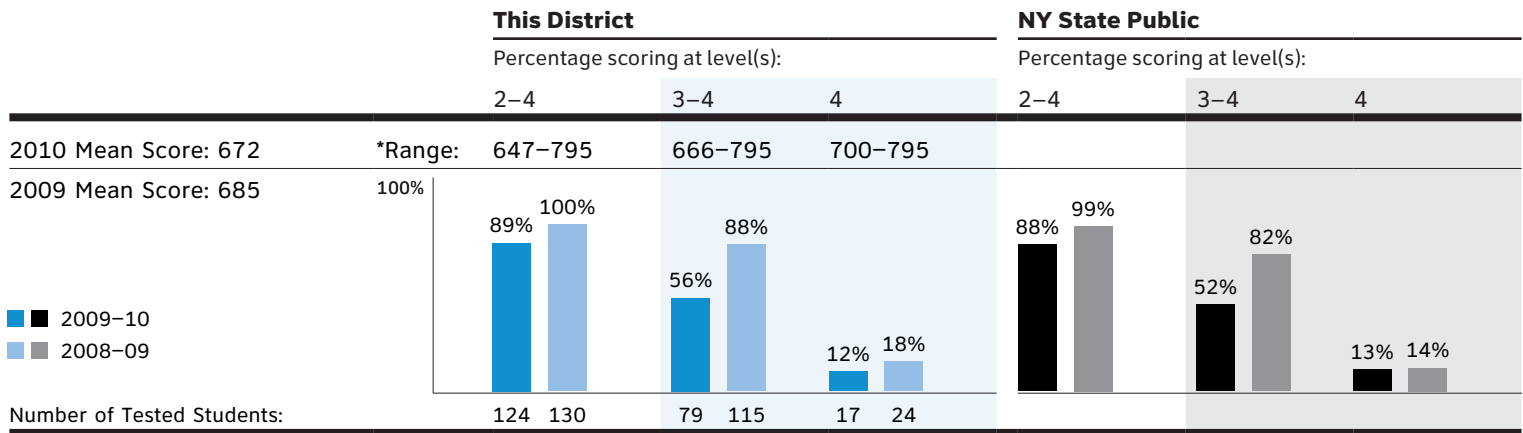 This District NY State Public
Percentage scoring at level(s): Percentage scoring at level(s):
2–4 3–4 4 2–4 3–4 4
2010 Mean Score: 672 *Range: 647–795 666–795 700–795
2009 Mean Score: 685 100%
89% 100% 56% 88% 12% 18% 88% 99% 52% 82% 13% 14%
2009–10
2008–09
Number of Tested Students: 124 130 79 115 17 24